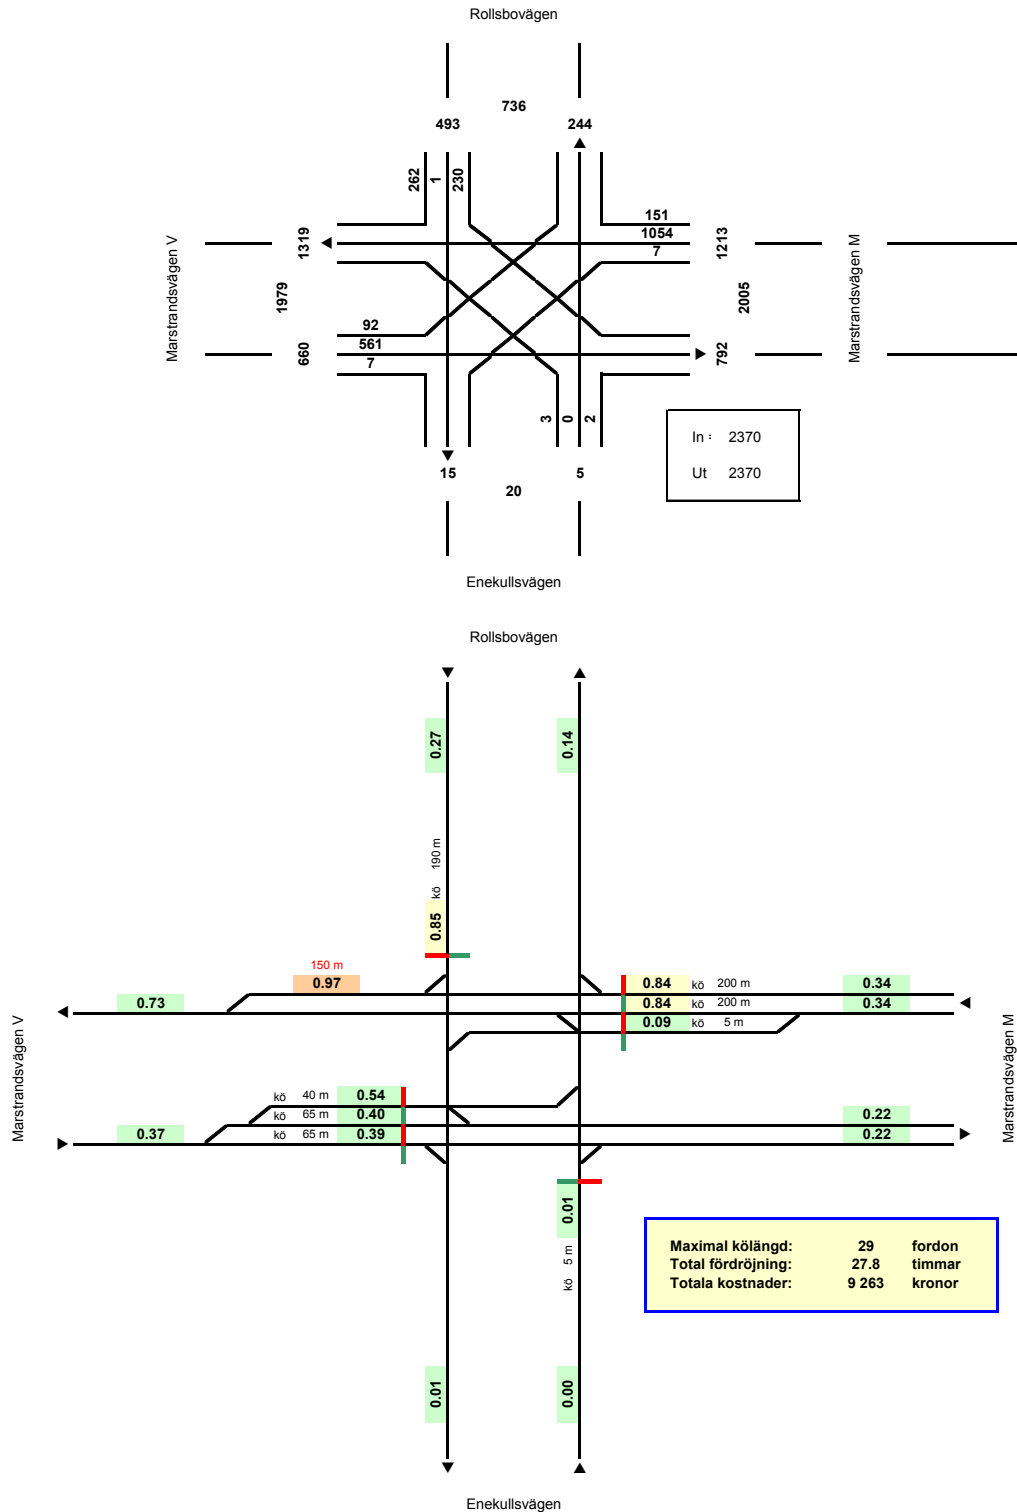 Rollsbovägen
736
493 244
262 1 230
151
1054
7
1319
1213
Marstrandsvägen V
1979
2005
Marstrandsvägen M
92
561
7
660
792
3 0 2
In : 2370
Ut 2370
15 5
20
Enekullsvägen
Rollsbovägen
0.27 0.14
kö 190 m
0.85
150 m
0.97
0.84 kö 200 m 0.34
0.73 0.84 kö 200 m 0.34
0.09 kö 5 m
Marstrandsvägen V
Marstrandsvägen M
kö 40 m 0.54
kö 65 m 0.40 0.22
0.37 kö 65 m 0.39 0.22
0.01
kö 5 m
Maximal kölängd: 29 fordon
Total fördröjning: 27.8 timmar
Totala kostnader: 9 263 kronor
0.01 0.00
Enekullsvägen